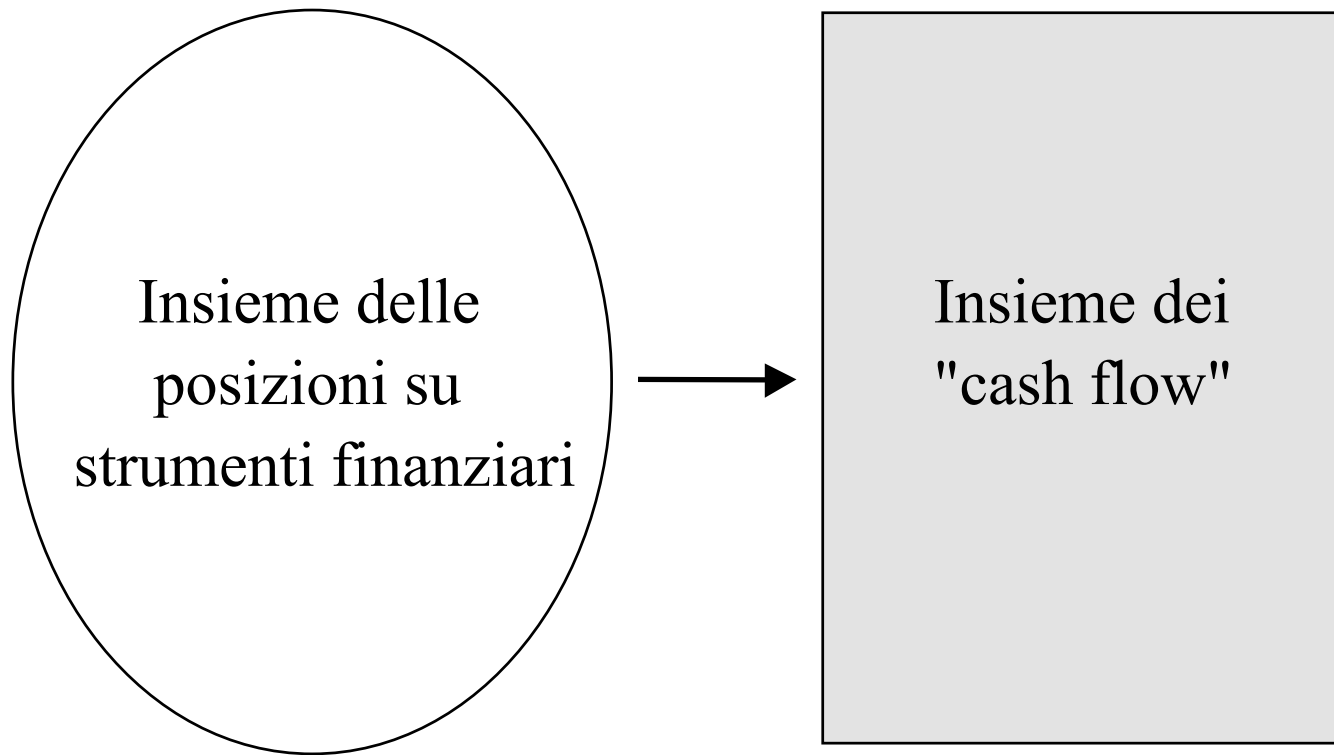 Insieme delle
posizioni su
strumenti finanziari
Insieme dei
"cash flow"